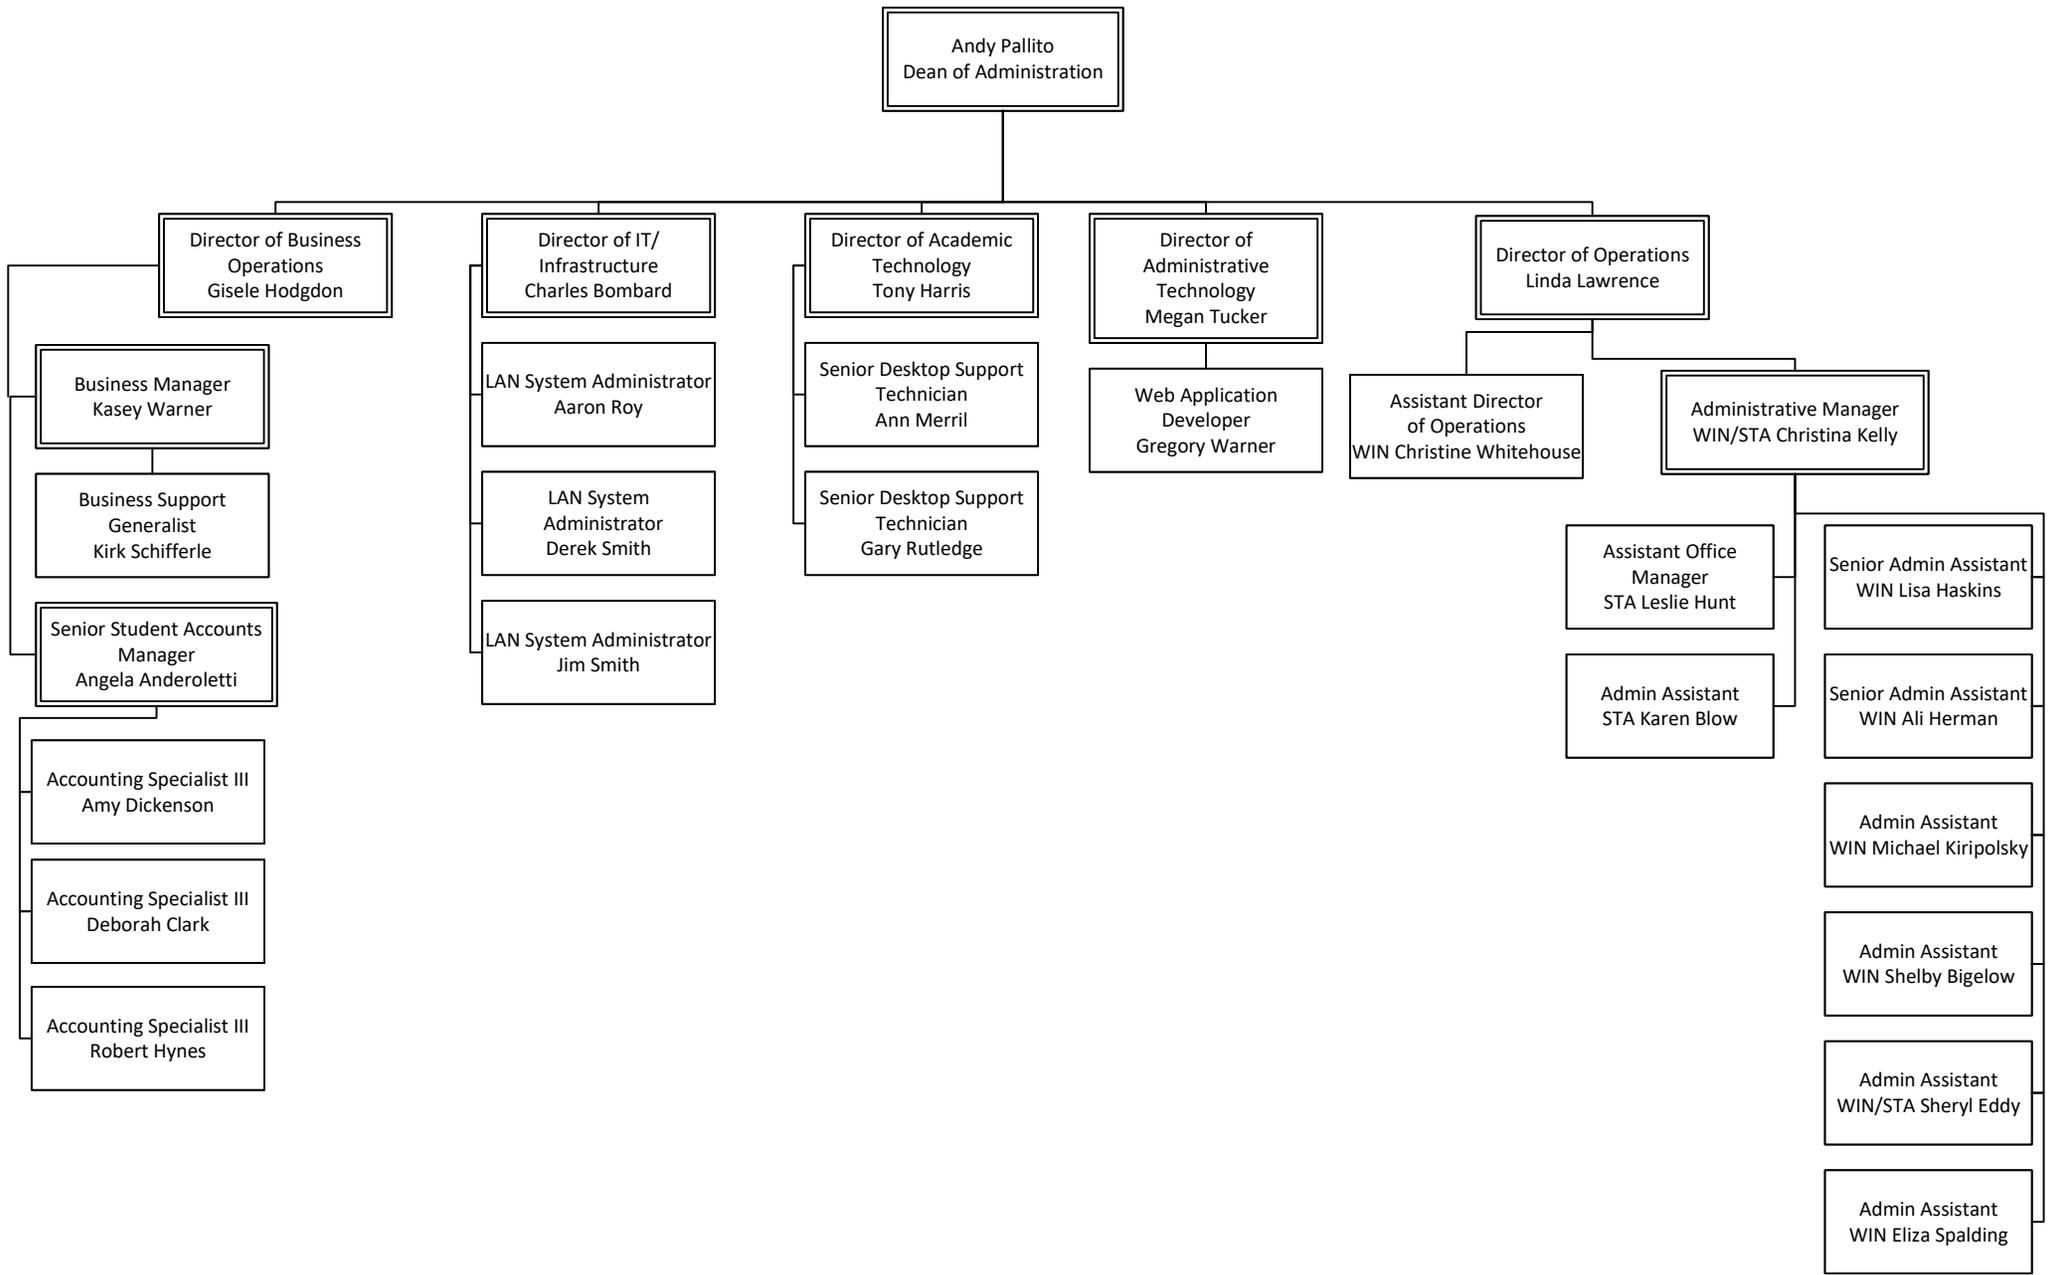 Andy Pallito
Dean of Administration
Director of Business
Operations
Gisele Hodgdon
Director of IT/
Infrastructure
Charles Bombard
Director of Academic
Technology
Tony Harris
Director of
Administrative
Technology
Megan Tucker
Director of Operations
Linda Lawrence
Business Manager
Kasey Warner
Business Support
Generalist
Kirk Schifferle
Senior Student Accounts
Manager
Angela Anderoletti
Accounting Specialist III
Amy Dickenson
Accounting Specialist III
Deborah Clark
Accounting Specialist III
Robert Hynes
LAN System Administrator
Aaron Roy
LAN System
Administrator
Derek Smith
LAN System Administrator
Jim Smith
Senior Desktop Support
Technician
Ann Merril
Senior Desktop Support
Technician
Gary Rutledge
Web Application
Developer
Gregory Warner
Assistant Director
of Operations
WIN Christine Whitehouse
Administrative Manager
WIN/STA Christina Kelly
Assistant Office
Manager
STA Leslie Hunt
Admin Assistant
STA Karen Blow
Senior Admin Assistant
WIN Lisa Haskins
Senior Admin Assistant
WIN Ali Herman
Admin Assistant
WIN Michael Kiripolsky
Admin Assistant
WIN Shelby Bigelow
Admin Assistant
WIN/STA Sheryl Eddy
Admin Assistant
WIN Eliza Spalding